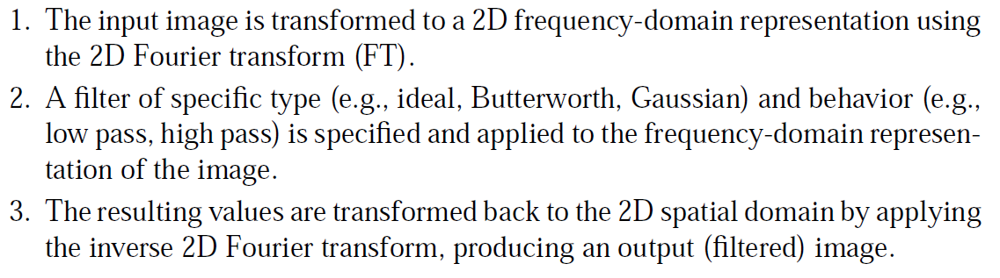 1. The input image is transformed to a 2D frequency-domain representation using
the 2D Fourier transform (FT).
2. A filter of specific type (e.g., ideal, Butterworth, Gaussian) and behavior (e.g.,
low pass, high pass) is specified and applied to the frequency-domain represen-
tation of the image.
3. The resulting values are transformed back to the 2D spatial domain by applying
the inverse 2D Fourier transform, producing an output (filtered) image.